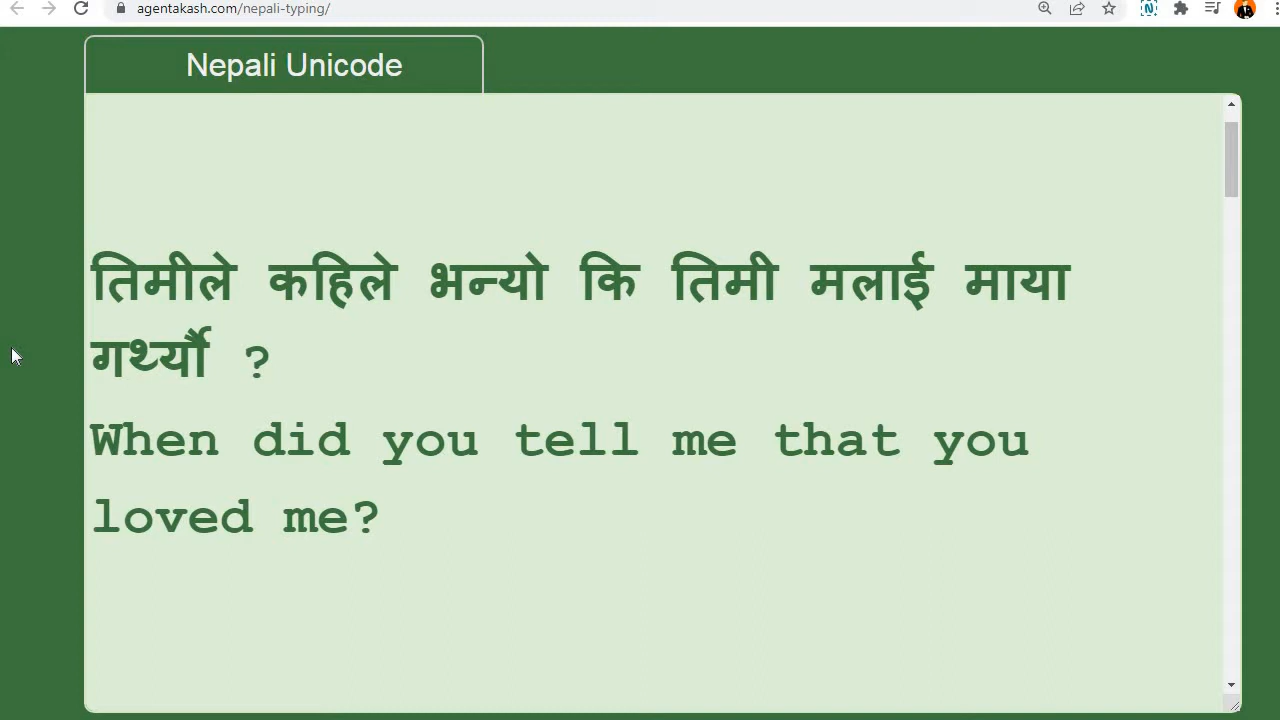 agentakash.com/nepali-typing/
Nepali Unicode
तिमीले कहिले भन्यो कि तिमी मलाई माया
गर्थ्यौ ?
When did you tell me that you
loved me?